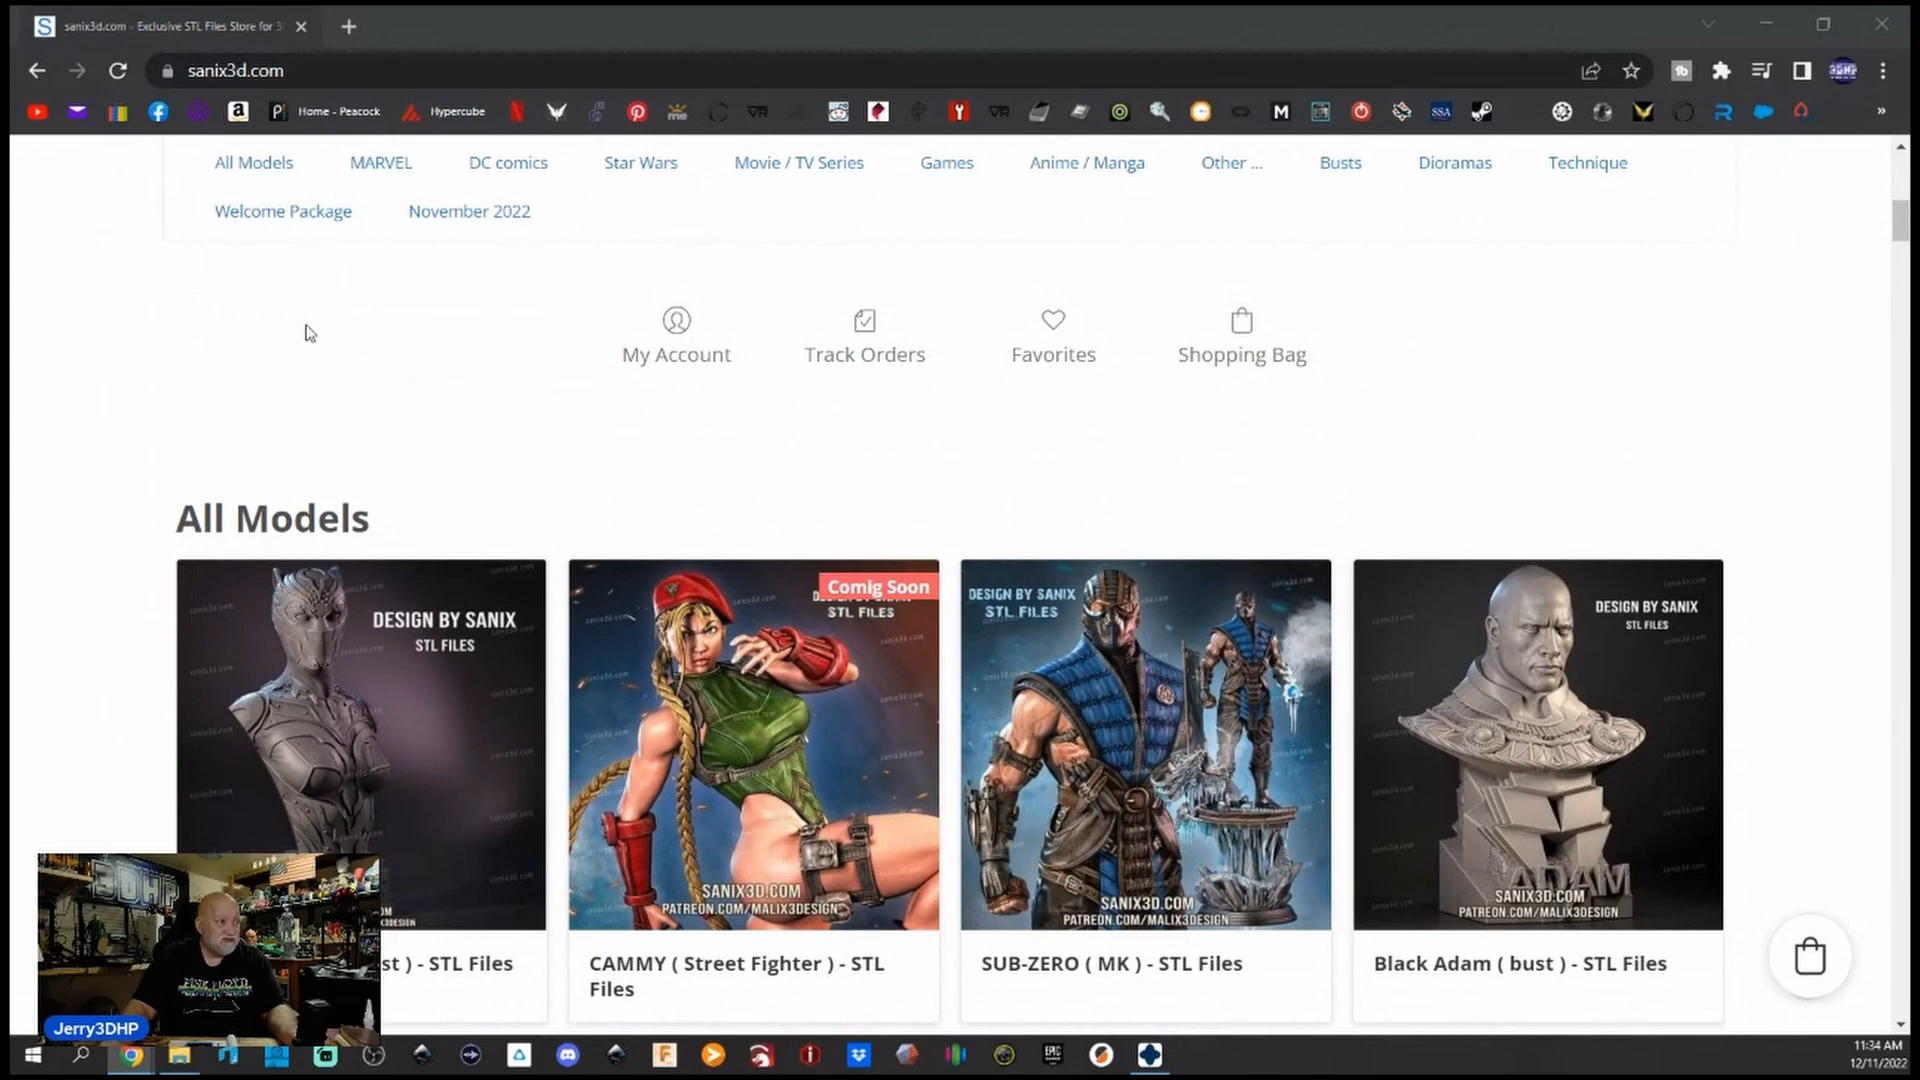 sanix3d.com - Exclusive STL Files Store for 3
sanix3d.com
Home - Peacock
Hypercube
All Models
MARVEL
DC comics
Star Wars
Movie / TV Series
Games
Anime / Manga
Other ...
Busts
Dioramas
Technique
Welcome Package
November 2022
My Account
Track Orders
Favorites
Shopping Bag
All Models
DESIGN BY SANIX
STL FILES
Comig Soon
STL FILES
SANIX3D.COM
PATREON.COM/MALIX3DESIGN
DESIGN BY SANIX
STL FILES
SANIX3D.COM
PATREON.COM/MALIX3DESIGN
DESIGN BY SANIX
STL FILES
ADAM
SANIX3D.COM
PATREON.COM/MALIX3DESIGN
st ) - STL Files
CAMMY ( Street Fighter ) - STL
Files
SUB-ZERO ( MK ) - STL Files
Black Adam ( bust ) - STL Files
3DHP
PINK FLOYD
Jerry3DHP
11:34 AM
12/11/2022